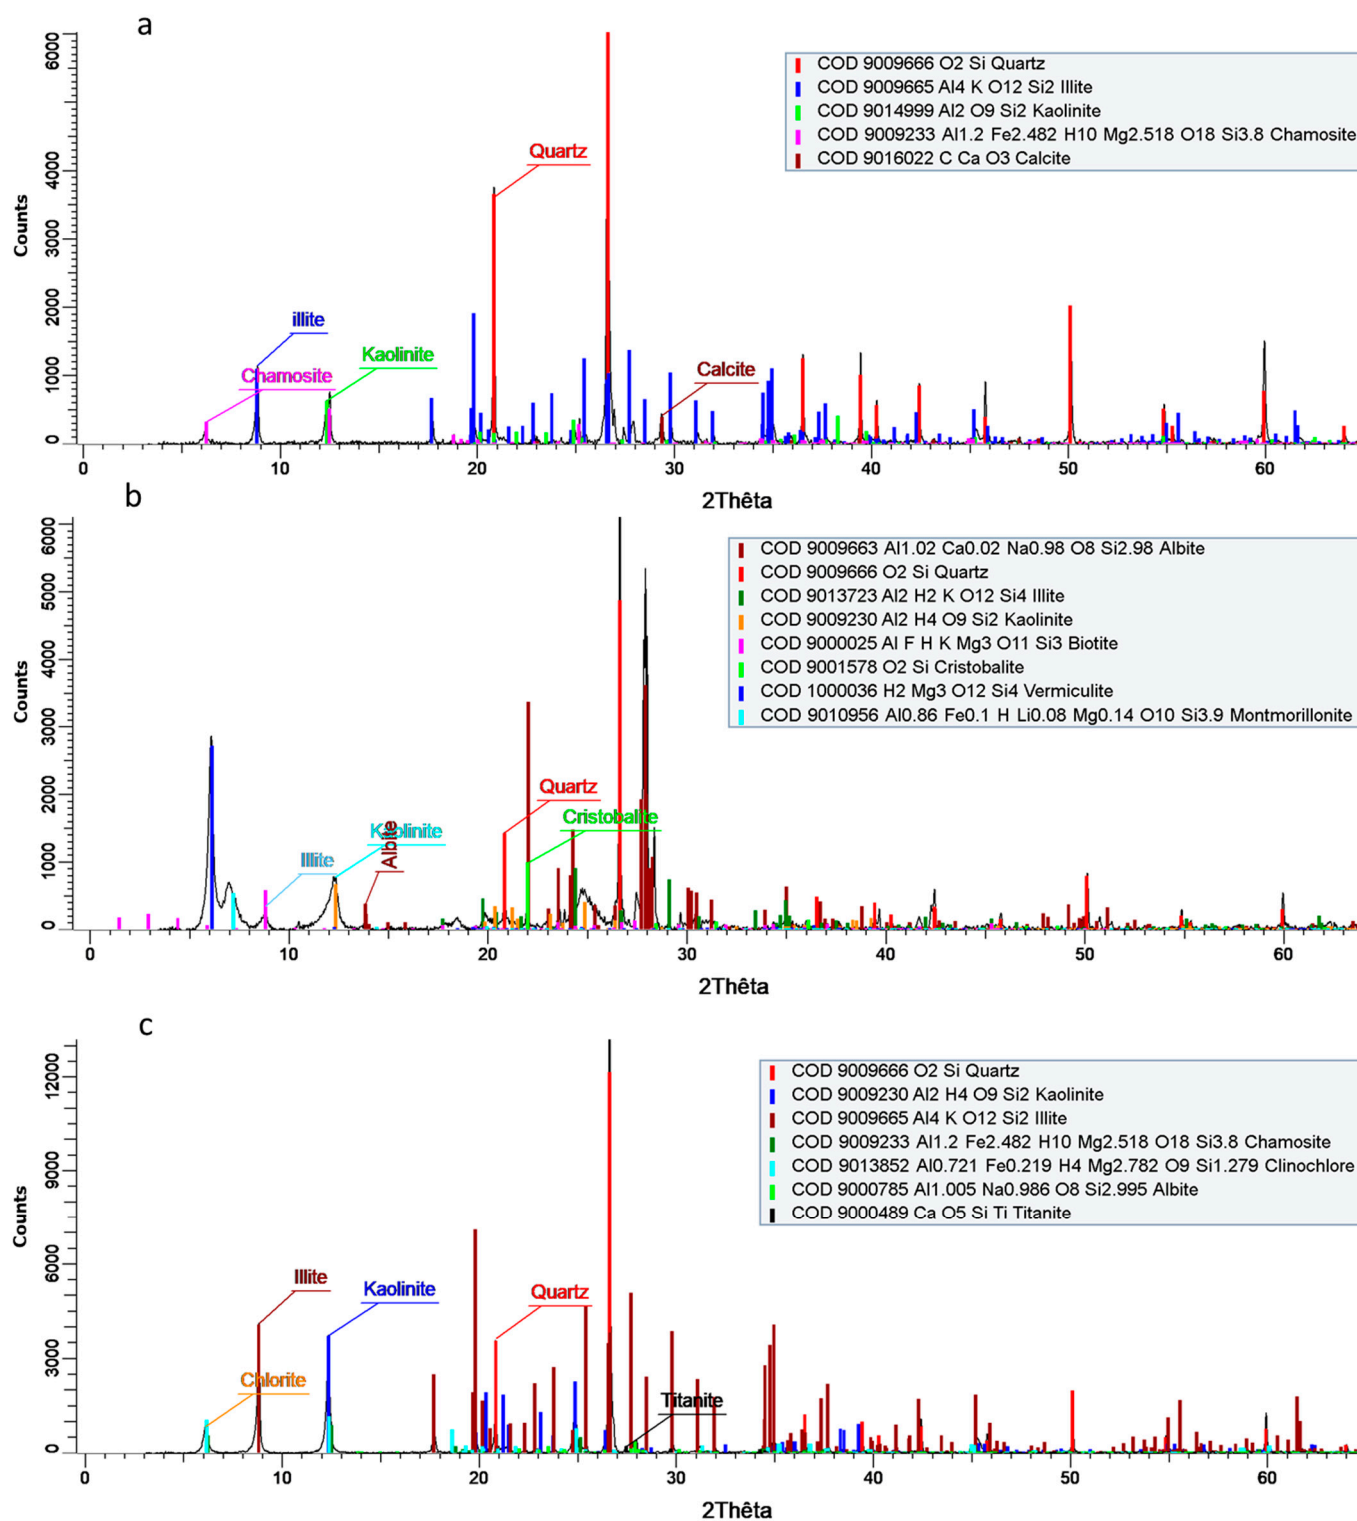 a
6000
4000
3000
2000
1000
0
Counts
COD 9009666 O2 Si Quartz
COD 9009665 Al4 K O12 Si2 Illite
COD 9014999 Al2 O9 Si2 Kaolinite
COD 9009233 Al1.2 Fe2.482 H10 Mg2.518 O18 Si3.8 Chamosite
COD 9016022 C Ca O3 Calcite
Quartz
illite
Kaolinite
Chamosite
Calcite
0 10 20 30 40 50 60
2Thêta
b
6000
5000
4000
3000
2000
1000
0
Counts
COD 9009663 Al1.02 Ca0.02 Na0.98 O8 Si2.98 Albite
COD 9009666 O2 Si Quartz
COD 9013723 Al2 H2 K O12 Si4 Illite
COD 9009230 Al2 H4 O9 Si2 Kaolinite
COD 9000025 Al F H K Mg3 O11 Si3 Biotite
COD 9001578 O2 Si Cristobalite
COD 1000036 H2 Mg3 O12 Si4 Vermiculite
COD 9010956 Al0.86 Fe0.1 H Li0.08 Mg0.14 O10 Si3.9 Montmorillonite
Quartz
Cristobalite
Kaolinite
Albite
Illite
0 10 20 30 40 50 60
2Thêta
c
12000
9000
6000
3000
0
Counts
COD 9009666 O2 Si Quartz
COD 9009230 Al2 H4 O9 Si2 Kaolinite
COD 9009665 Al4 K O12 Si2 Illite
COD 9009233 Al1.2 Fe2.482 H10 Mg2.518 O18 Si3.8 Chamosite
COD 9013852 Al0.721 Fe0.219 H4 Mg2.782 O9 Si1.279 Clinochlore
COD 9000785 Al1.005 Na0.986 O8 Si2.995 Albite
COD 9000489 Ca O5 Si Ti Titanite
Illite
Kaolinite
Quartz
Chlorite
Titanite
0 10 20 30 40 50 60
2Thêta